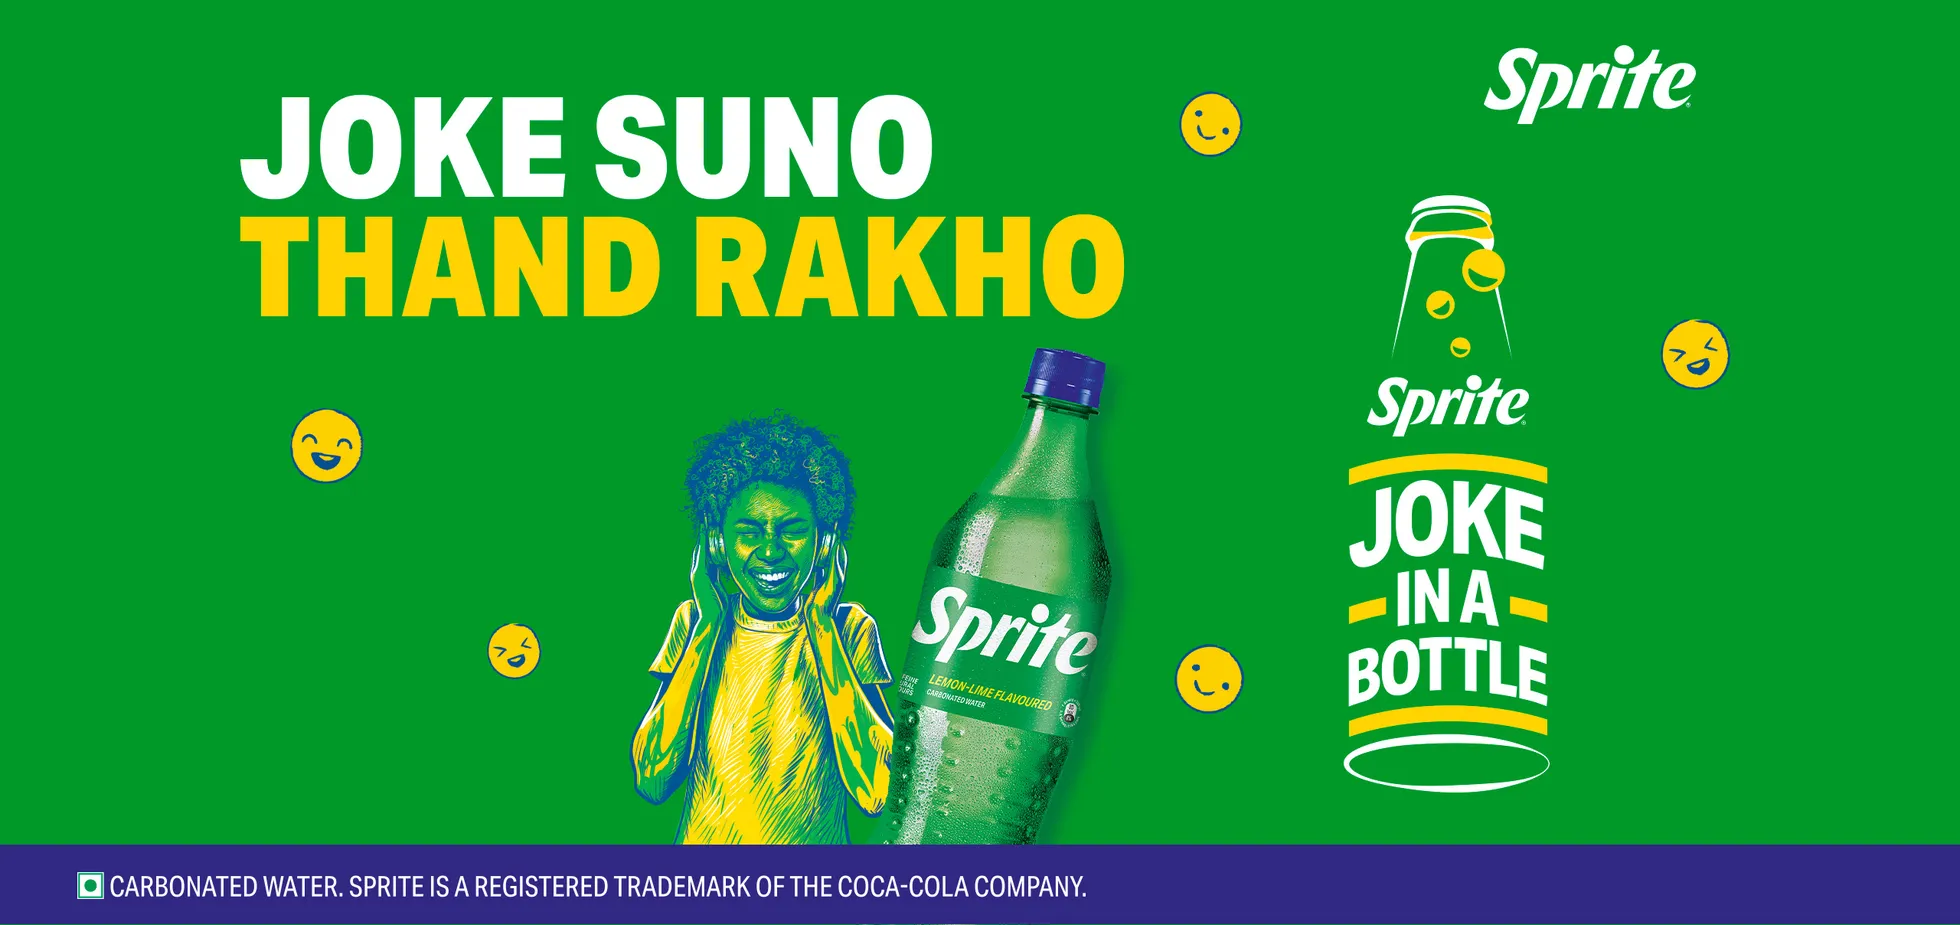 Sprite
JOKE SUNO
THAND RAKHO
Sprite
JOKE
IN A
BOTTLE
Sprite
LEMON-LIME FLAVOURED
CARBONATED WATER
CARBONATED WATER. SPRITE IS A REGISTERED TRADEMARK OF THE COCA-COLA COMPANY.